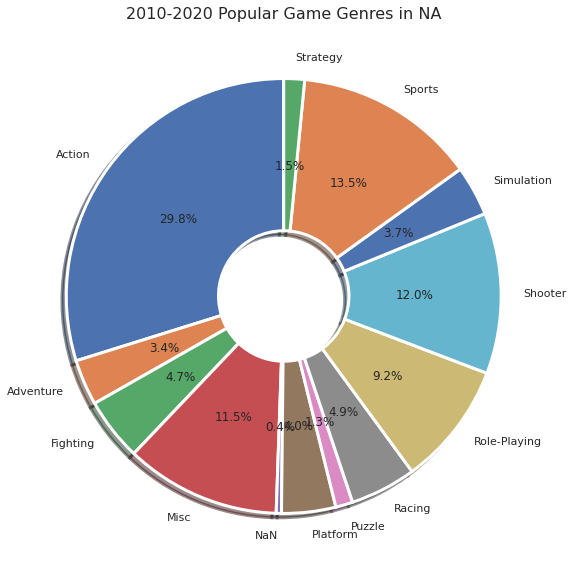 2010-2020 Popular Game Genres in NA
Strategy
1.5%
Sports
13.5%
Simulation
3.7%
Shooter
12.0%
Role-Playing
9.2%
Racing
4.9%
Puzzle
1.3%
Platform
4.0%
NaN
0.4%
Misc
11.5%
Fighting
4.7%
Adventure
3.4%
Action
29.8%